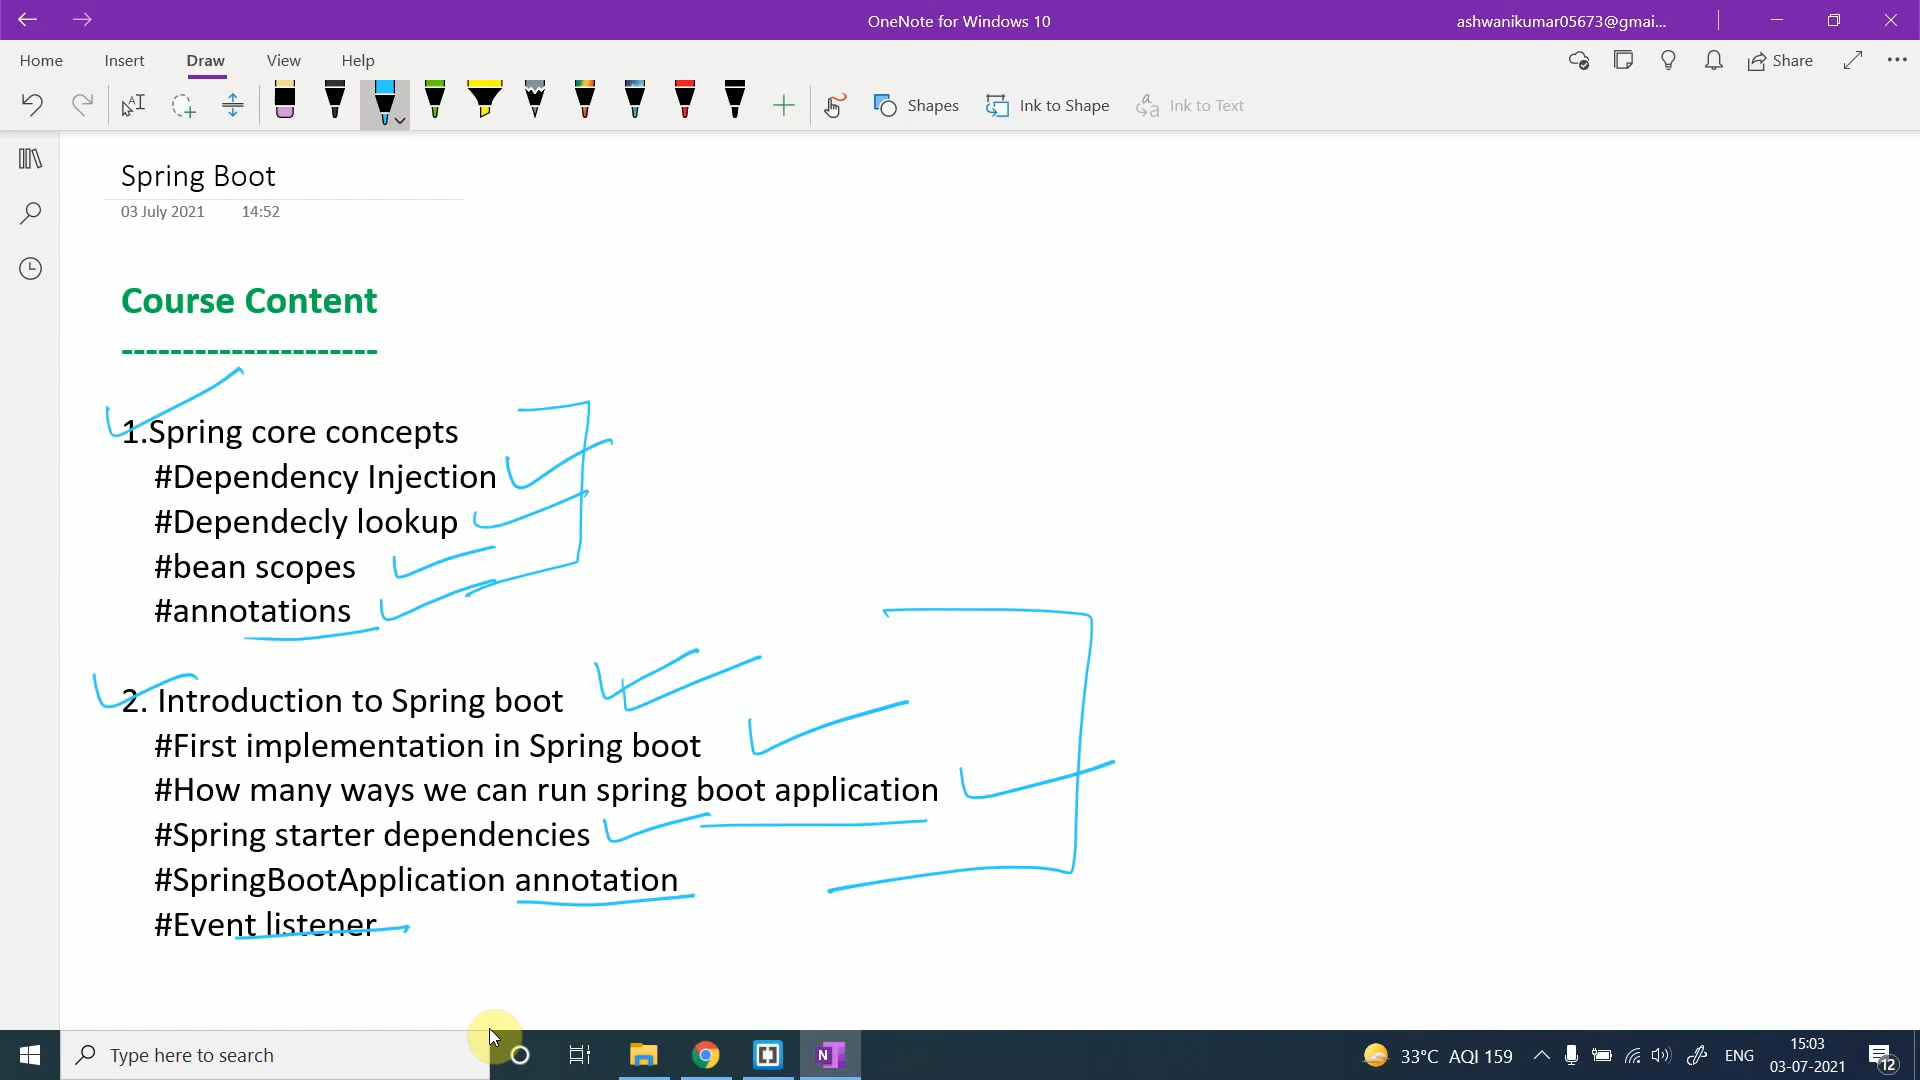 OneNote for Windows 10
ashwanikumar05673@gmai...
Home Insert Draw View Help
Share
Shapes Ink to Shape Ink to Text
Spring Boot
03 July 2021 14:52
Course Content
---------------------
1.Spring core concepts
#Dependency Injection
#Dependecly lookup
#bean scopes
#annotations
2. Introduction to Spring boot
#First implementation in Spring boot
#How many ways we can run spring boot application
#Spring starter dependencies
#SpringBootApplication annotation
#Event listener
Type here to search
N
33°C AQI 159
ENG
15:03
03-07-2021
12